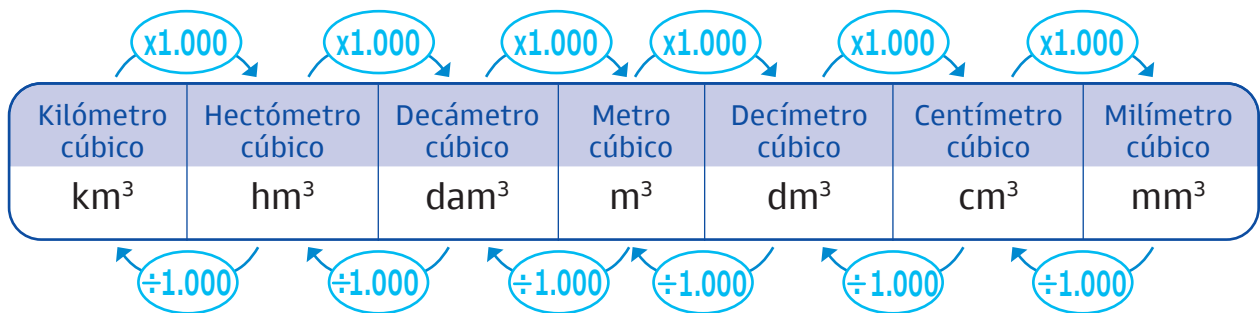 x1.000 x1.000 x1.000 x1.000 x1.000 x1.000
Kilómetro cúbico
Hectómetro cúbico
Decámetro cúbico
Metro cúbico
Decímetro cúbico
Centímetro cúbico
Milímetro cúbico
km³ hm³ dam³ m³ dm³ cm³ mm³
÷1.000 ÷1.000 ÷1.000 ÷1.000 ÷1.000 ÷1.000